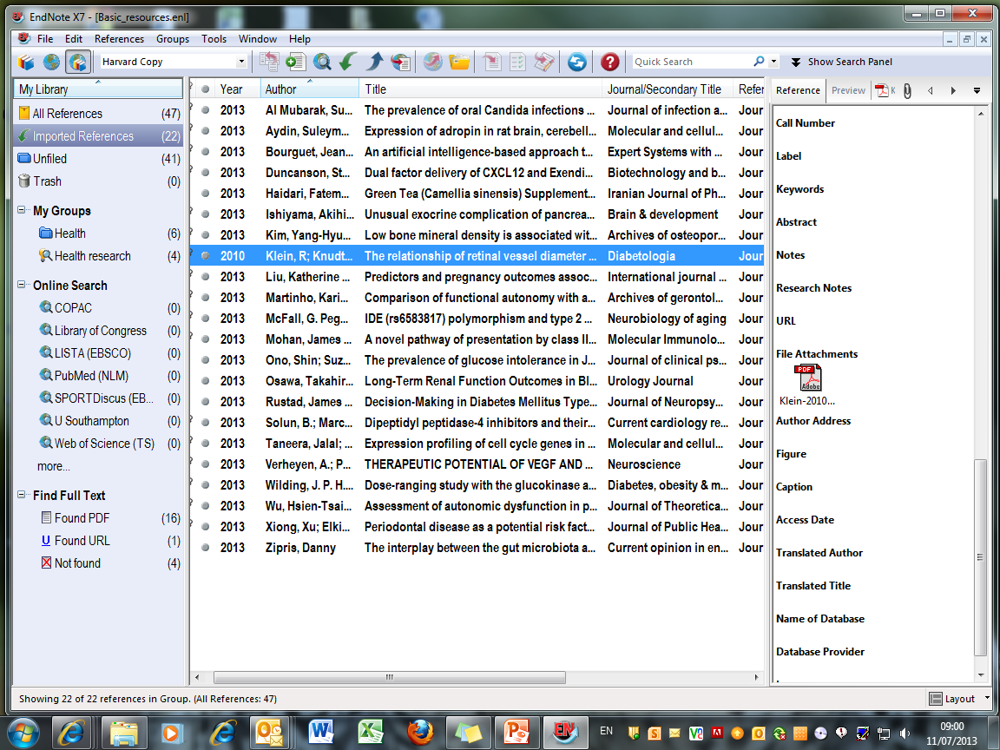 EndNote X7 - [Basic_resources.enl]
File Edit References Groups Tools Window Help
Harvard Copy Quick Search Show Search Panel
My Library
All References (47)
Imported References (22)
Unfiled (41)
Trash (0)
My Groups
Health (6)
Health research (4)
Online Search
COPAC (0)
Library of Congress (0)
LISTA (EBSCO) (0)
PubMed (NLM) (0)
SPORTDiscus (EB... (0)
U Southampton (0)
Web of Science (TS) (0)
more...
Find Full Text
Found PDF (16)
Found URL (1)
Not found (4)
Year Author Title Journal/Secondary Title Refer
2013 Al Mubarak, Su... The prevalence of oral Candida infections ... Journal of infection a... Jour
2013 Aydin, Suleym... Expression of adropin in rat brain, cerebell... Molecular and cellul... Jour
2013 Bourguet, Jean... An artificial intelligence-based approach t... Expert Systems with ... Jour
2013 Duncanson, St... Dual factor delivery of CXCL12 and Exendi... Biotechnology and b... Jour
2013 Haidari, Fatem... Green Tea (Camellia sinensis) Supplement... Iranian Journal of Ph... Jour
2013 Ishiyama, Akihi... Unusual exocrine complication of pancrea... Brain & development Jour
2013 Kim, Yang-Hyu... Low bone mineral density is associated wit... Archives of osteopor... Jour
2010 Klein, R; Knudt... The relationship of retinal vessel diameter ... Diabetologia Jour
2013 Liu, Katherine ... Predictors and pregnancy outcomes assoc... International journal ... Jour
2013 Martinho, Kari... Comparison of functional autonomy with a... Archives of gerontol... Jour
2013 McFall, G. Peg... IDE (rs6583817) polymorphism and type 2 ... Neurobiology of aging Jour
2013 Mohan, James ... A novel pathway of presentation by class II... Molecular Immunolo... Jour
2013 Ono, Shin; Suz... The prevalence of glucose intolerance in J... Journal of clinical ps... Jour
2013 Osawa, Takahir... Long-Term Renal Function Outcomes in Bl... Urology Journal Jour
2013 Rustad, James ... Decision-Making in Diabetes Mellitus Type... Journal of Neuropsy... Jour
2013 Solun, B.; Marc... Dipeptidyl peptidase-4 inhibitors and their... Current cardiology re... Jour
2013 Taneera, Jalal; ... Expression profiling of cell cycle genes in ... Molecular and cellul... Jour
2013 Verheyen, A.; P... THERAPEUTIC POTENTIAL OF VEGF AND ... Neuroscience Jour
2013 Wilding, J. P. H.... Dose-ranging study with the glucokinase a... Diabetes, obesity & m... Jour
2013 Wu, Hsien-Tsai... Assessment of autonomic dysfunction in p... Journal of Theoretica... Jour
2013 Xiong, Xu; Elki... Periodontal disease as a potential risk fact... Journal of Public Hea... Jour
2013 Zipris, Danny The interplay between the gut microbiota a... Current opinion in en... Jour
Reference Preview K
Call Number
Label
Keywords
Abstract
Notes
Research Notes
URL
File Attachments
PDF
Adobe
Klein-2010...
Author Address
Figure
Caption
Access Date
Translated Author
Translated Title
Name of Database
Database Provider
Showing 22 of 22 references in Group. (All References: 47) Layout
EN 09:00
11/07/2013